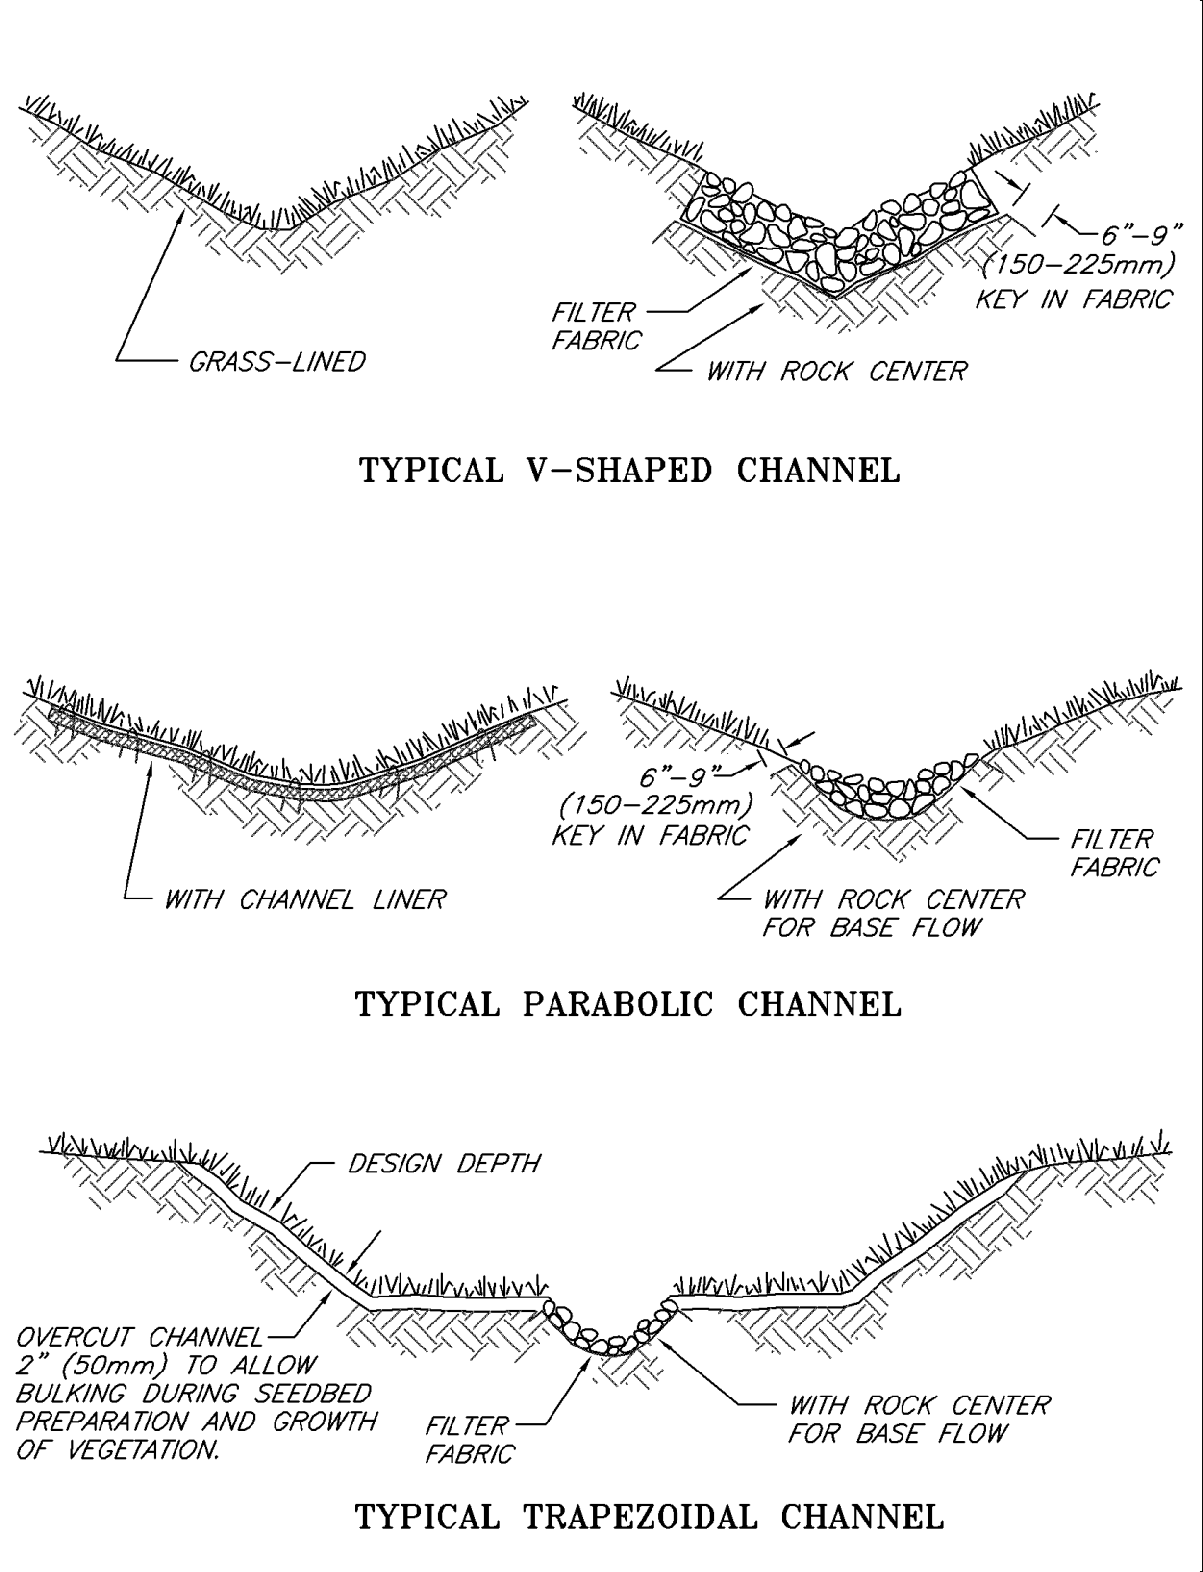 GRASS-LINED
FILTER
FABRIC
WITH ROCK CENTER
6"-9"
(150-225mm)
KEY IN FABRIC
TYPICAL V-SHAPED CHANNEL
WITH CHANNEL LINER
6"-9"
(150-225mm)
KEY IN FABRIC
WITH ROCK CENTER
FOR BASE FLOW
FILTER
FABRIC
TYPICAL PARABOLIC CHANNEL
DESIGN DEPTH
OVERCUT CHANNEL
2" (50mm) TO ALLOW
BULKING DURING SEEDBED
PREPARATION AND GROWTH
OF VEGETATION.
FILTER
FABRIC
WITH ROCK CENTER
FOR BASE FLOW
TYPICAL TRAPEZOIDAL CHANNEL